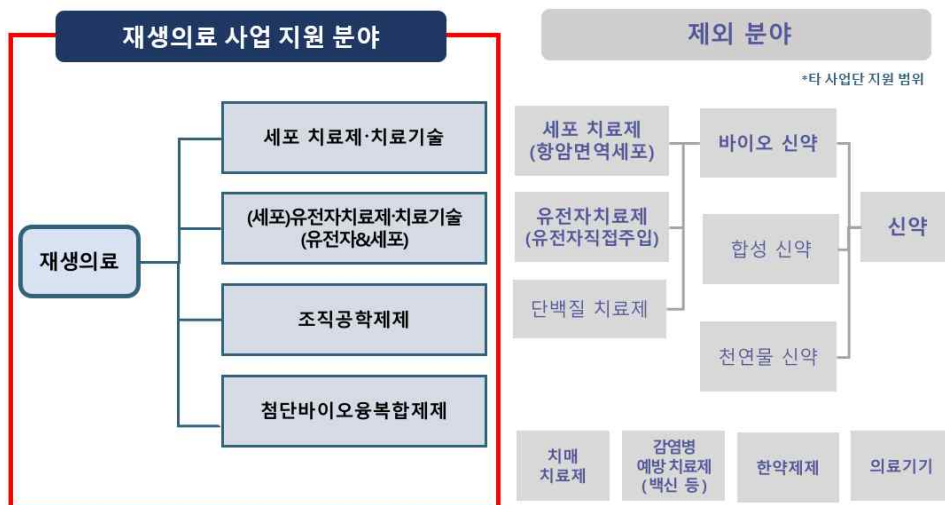 재생의료 사업 지원 분야
재생의료
세포 치료제·치료기술
(세포)유전자치료제·치료기술
(유전자&세포)
조직공학제제
첨단바이오융복합제제
제외 분야
*타 사업단 지원 범위
세포 치료제
(항암면역세포)
유전자치료제
(유전자직접주입)
단백질 치료제
바이오 신약
합성 신약
천연물 신약
신약
치매
치료제
감염병
예방 치료제
(백신 등)
한약제제
의료기기